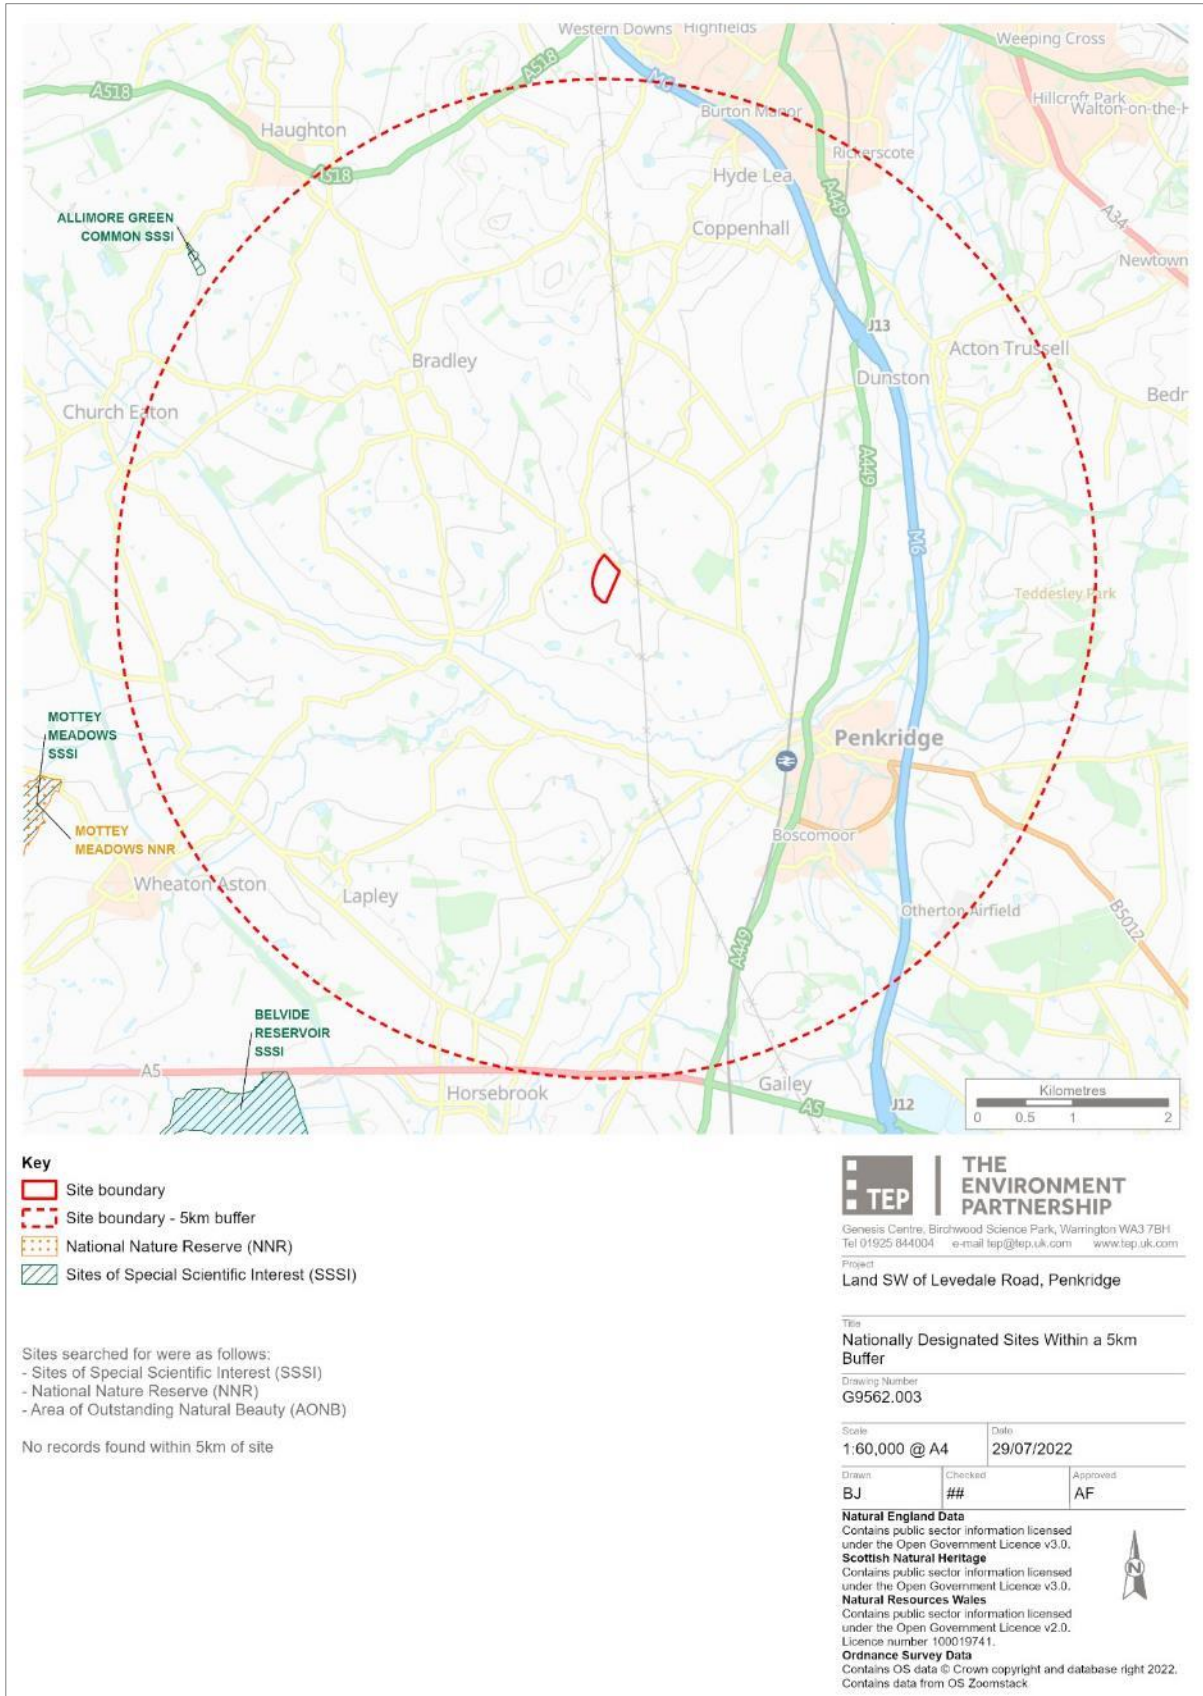 Western Downs
Highfields
Weeping Cross
A518
A518
M6
Hillcroft Park
Walton-on-the-H
Burton Manor
Haughton
Rickerscote
A518
Hyde Lea
A449
A34
ALLIMORE GREEN
COMMON SSSI
Coppenhall
Newtown
J13
Acton Trussell
Bradley
Dunston
Bedr
Church Eaton
A449
M6
Teddesley Park
MOTTEY
MEADOWS
SSSI
Penkridge
MOTTEY
MEADOWS NNR
Boscomoor
Wheaton Aston
Lapley
Otherton Airfield
B5012
A449
BELVIDE
RESERVOIR
SSSI
A5
Horsebrook
Gailey
A5
J12
Kilometres
0 0.5 1 2
Key
Site boundary
Site boundary - 5km buffer
National Nature Reserve (NNR)
Sites of Special Scientific Interest (SSSI)
Sites searched for were as follows:
- Sites of Special Scientific Interest (SSSI)
- National Nature Reserve (NNR)
- Area of Outstanding Natural Beauty (AONB)
No records found within 5km of site
TEP
THE
ENVIRONMENT
PARTNERSHIP
Genesis Centre, Birchwood Science Park, Warrington WA3 7BH
Tel 01925 844004 e-mail tep@tep.uk.com www.tep.uk.com
Project
Land SW of Levedale Road, Penkridge
Title
Nationally Designated Sites Within a 5km
Buffer
Drawing Number
G9562.003
Scale
1:60,000 @ A4
Date
29/07/2022
Drawn
BJ
Checked
##
Approved
AF
Natural England Data
Contains public sector information licensed
under the Open Government Licence v3.0.
Scottish Natural Heritage
Contains public sector information licensed
under the Open Government Licence v3.0.
Natural Resources Wales
Contains public sector information licensed
under the Open Government Licence v2.0.
Licence number 100019741.
Ordnance Survey Data
Contains OS data © Crown copyright and database right 2022.
Contains data from OS Zoomstack
N